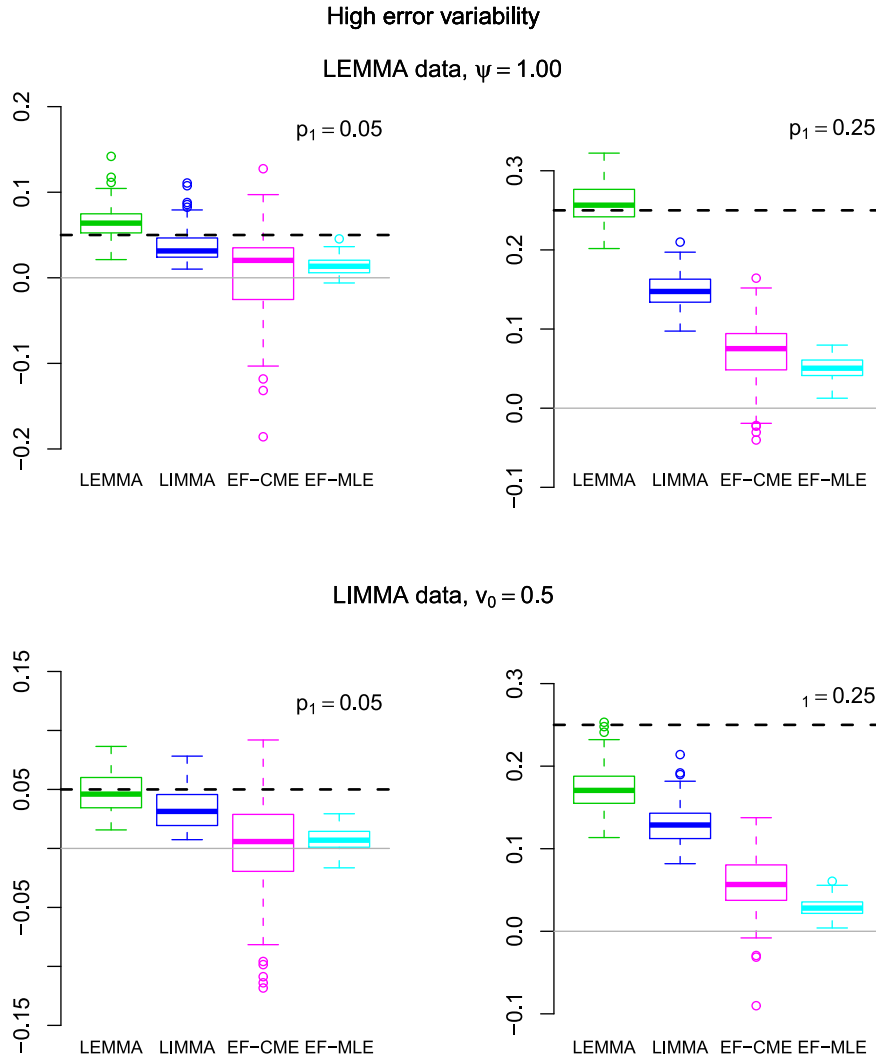 High error variability
LEMMA data, ψ = 1.00
p₁ = 0.05
0.2
0.1
0.0
−0.1
−0.2
LEMMA LIMMA EF−CME EF−MLE
p₁ = 0.25
0.3
0.2
0.1
0.0
−0.1
LEMMA LIMMA EF−CME EF−MLE
LIMMA data, v₀ = 0.5
p₁ = 0.05
0.15
0.05
−0.05
−0.15
LEMMA LIMMA EF−CME EF−MLE
₁ = 0.25
0.3
0.2
0.1
0.0
−0.1
LEMMA LIMMA EF−CME EF−MLE